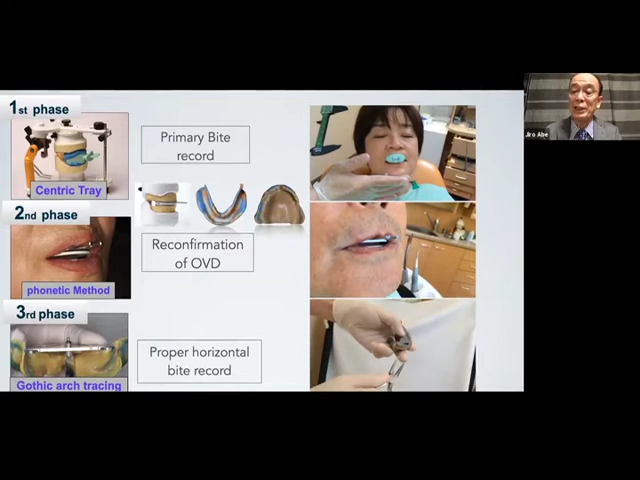 1st phase
Primary Bite
record
Centric Tray
2nd phase
Reconfirmation
of OVD
phonetic Method
3rd phase
Proper horizontal
bite record
Gothic arch tracing
Jiro Abe